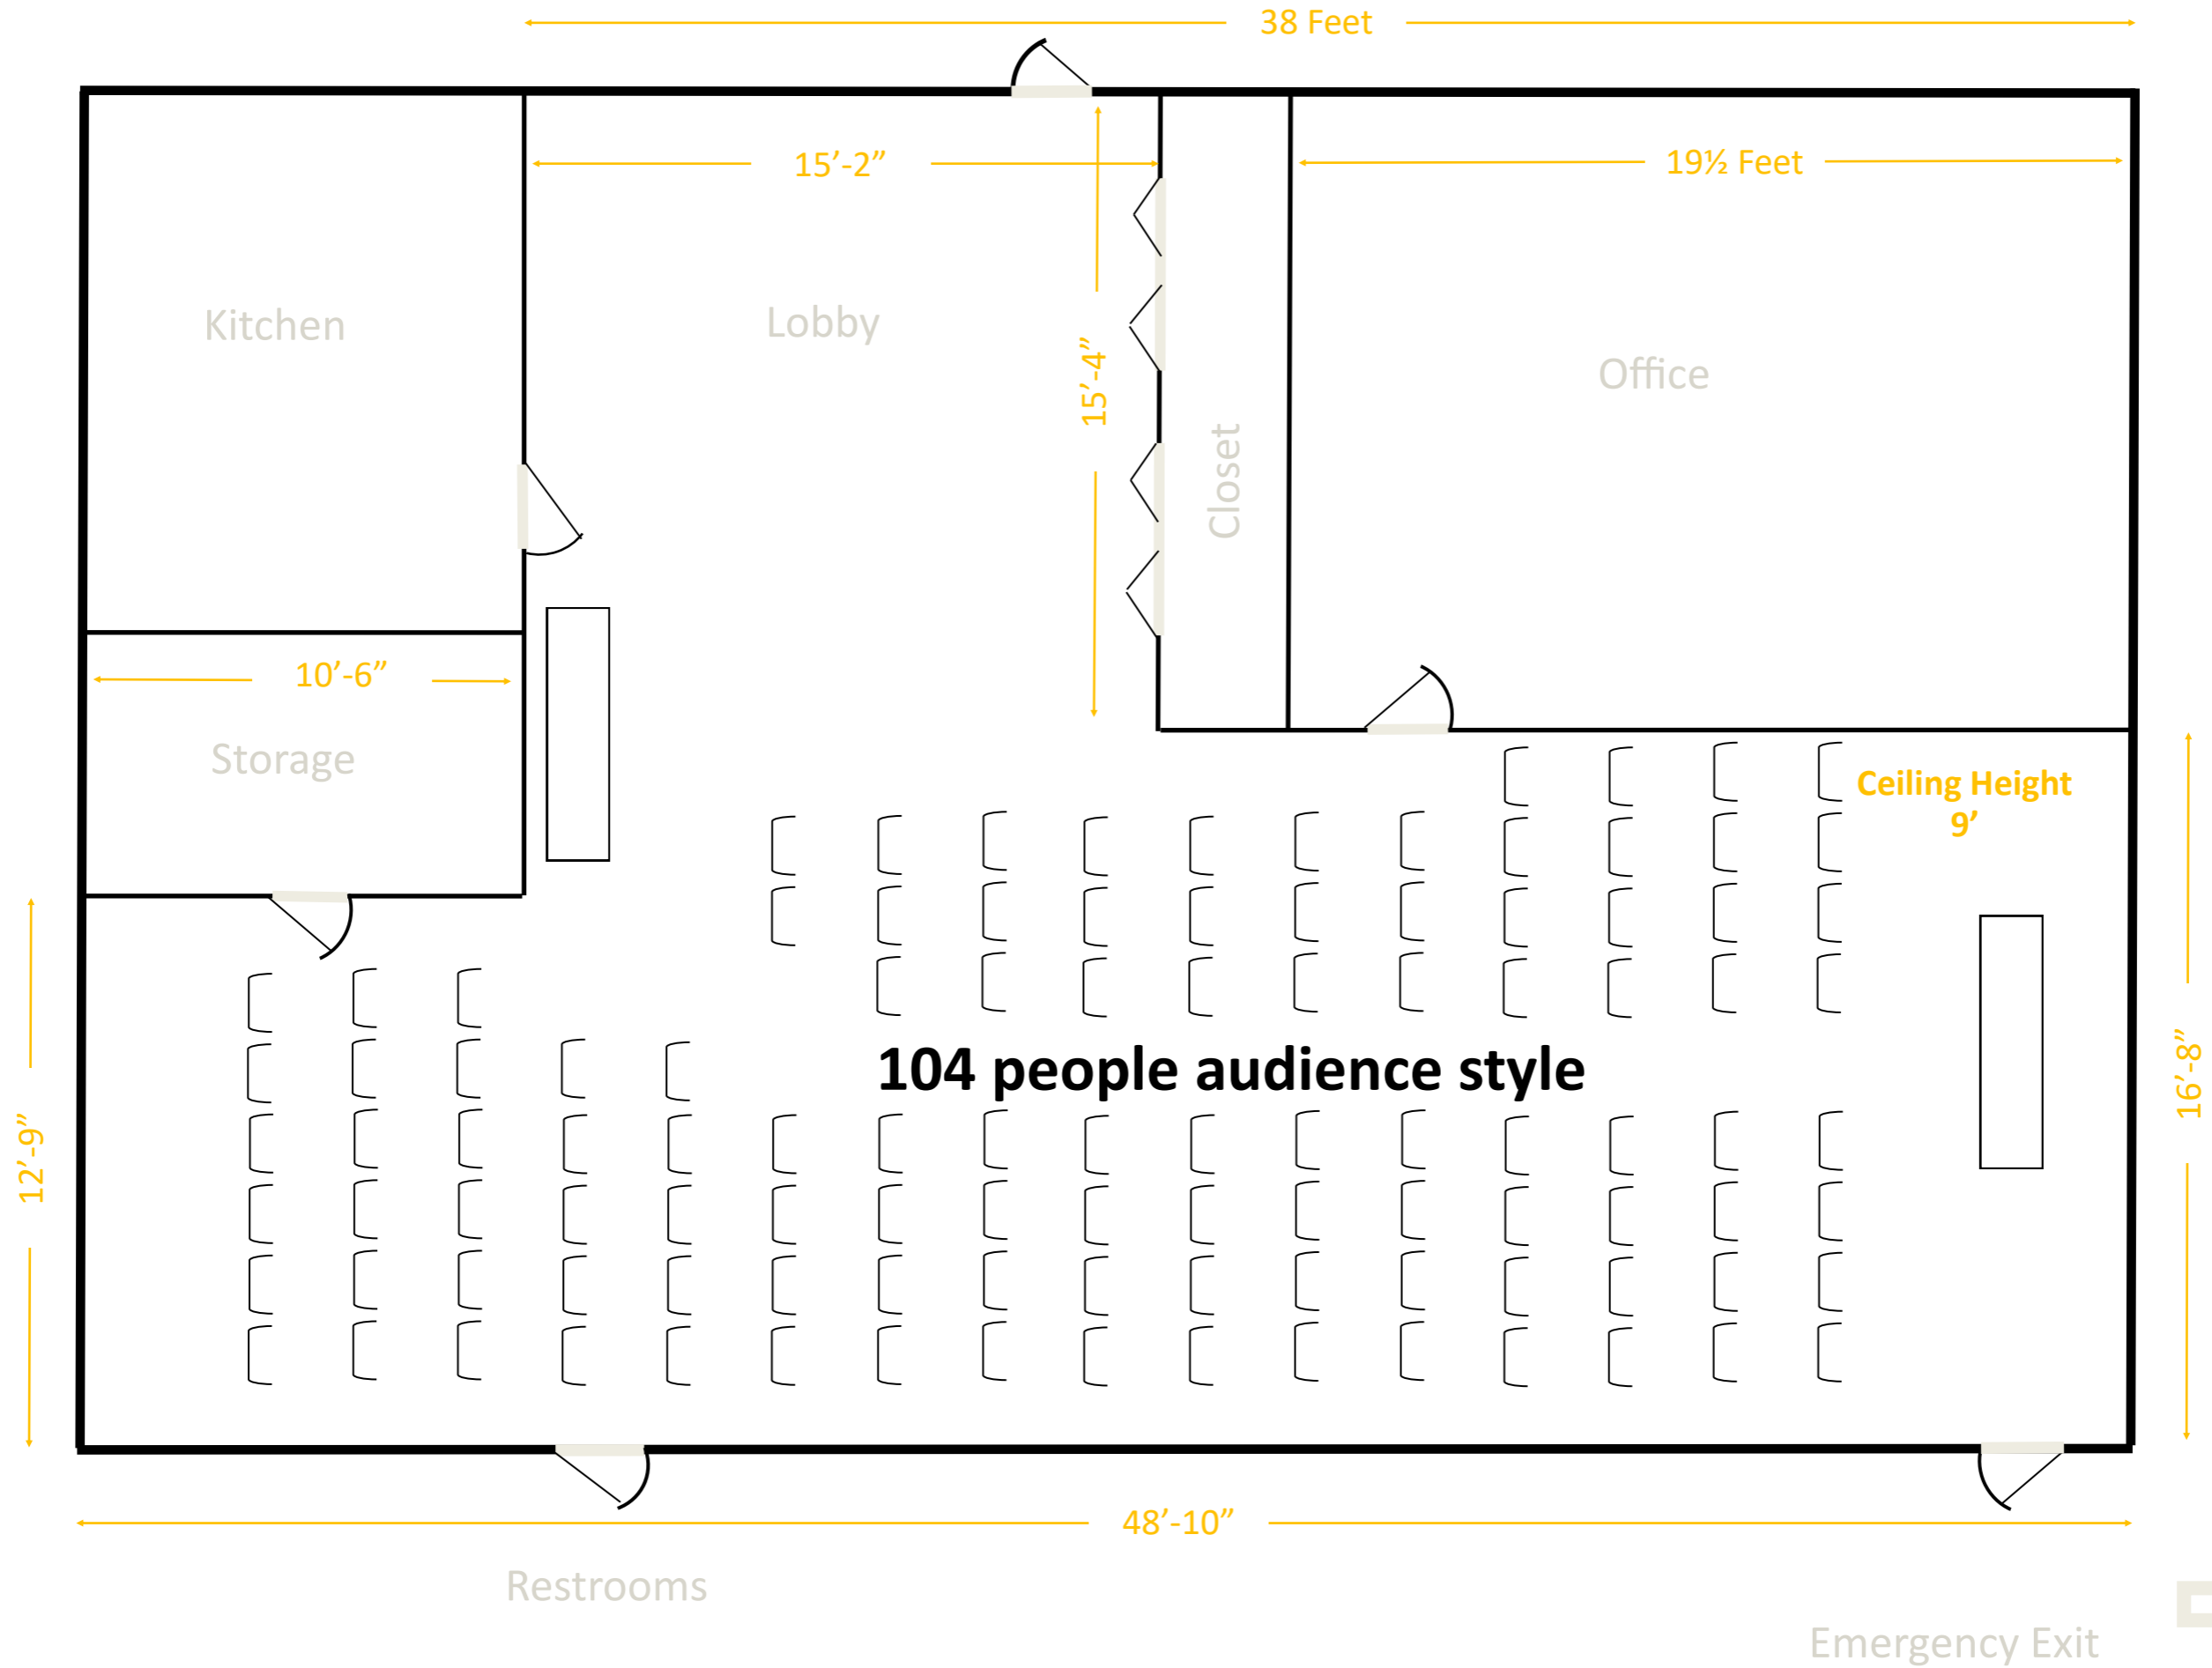 38 Feet
15’-2”
19½ Feet
Kitchen
Lobby
15’-4”
Office
Closet
10’-6”
Storage
Ceiling Height
9’
104 people audience style
12’-9”
16’-8”
48’-10”
Restrooms
Emergency Exit